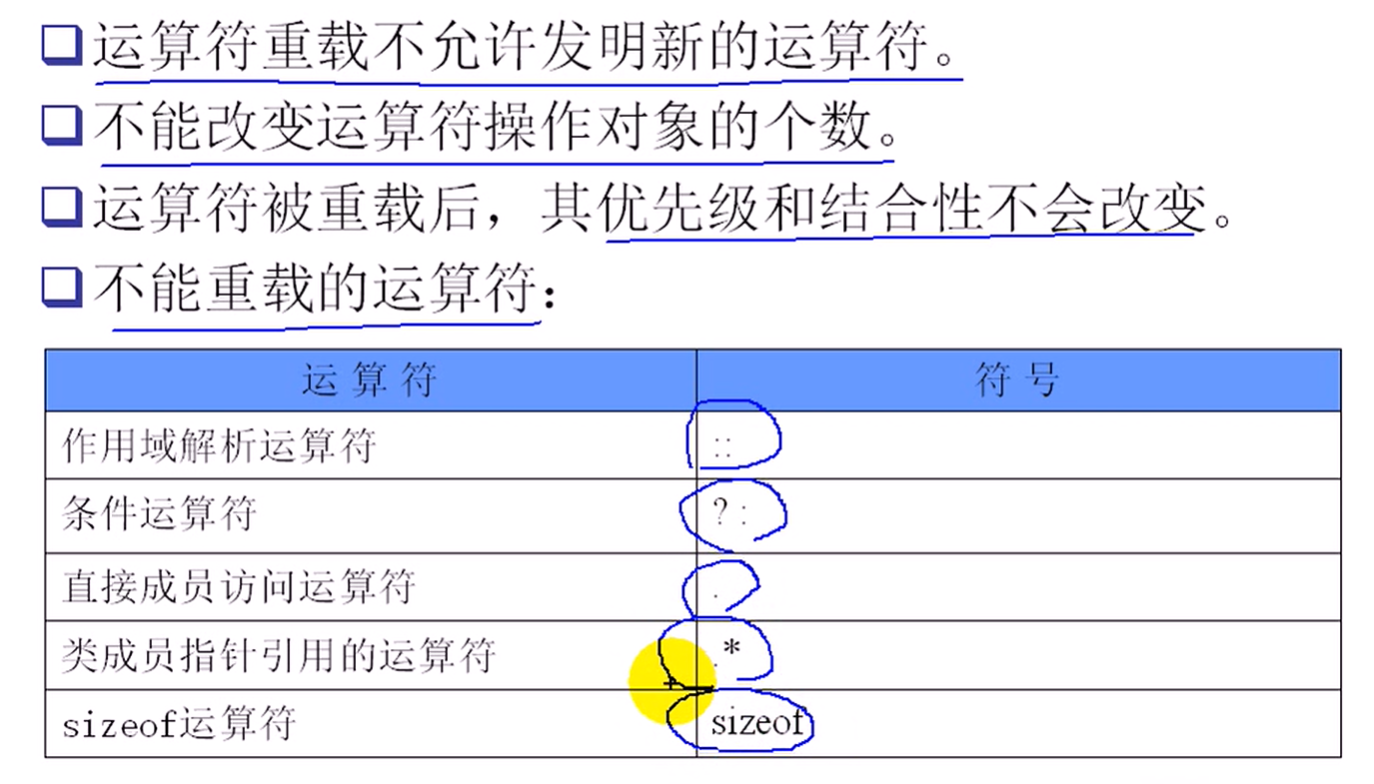 运算符重载不允许发明新的运算符。
不能改变运算符操作对象的个数。
运算符被重载后，其优先级和结合性不会改变。
不能重载的运算符：
运算符 符号
作用域解析运算符 ::
条件运算符 ? :
直接成员访问运算符 .
类成员指针引用的运算符 .*
sizeof运算符 sizeof